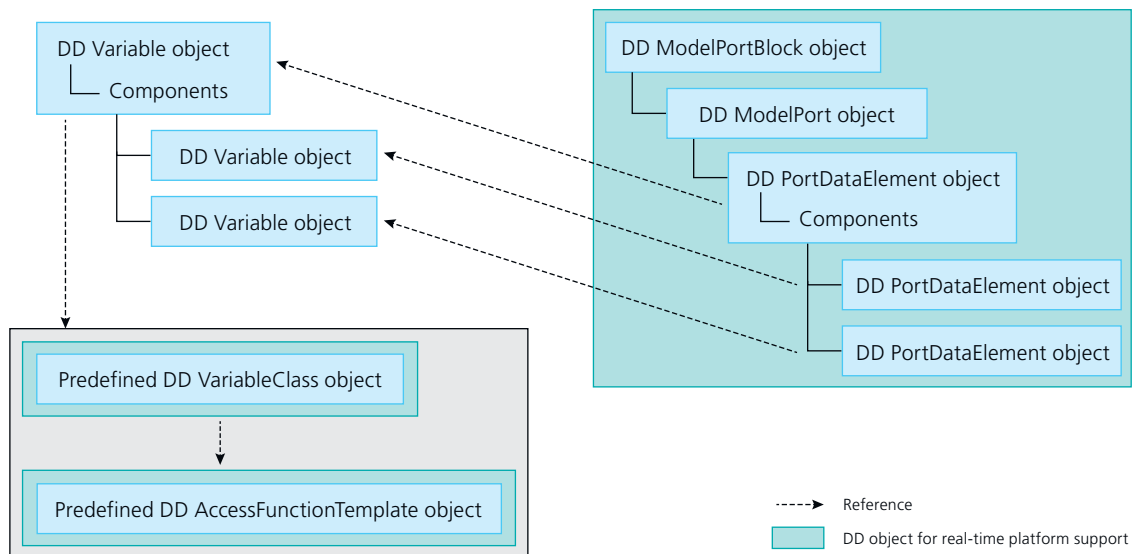 DD Variable object
Components
DD Variable object
DD Variable object
DD ModelPortBlock object
DD ModelPort object
DD PortDataElement object
Components
DD PortDataElement object
DD PortDataElement object
Predefined DD VariableClass object
Predefined DD AccessFunctionTemplate object
Reference
DD object for real-time platform support